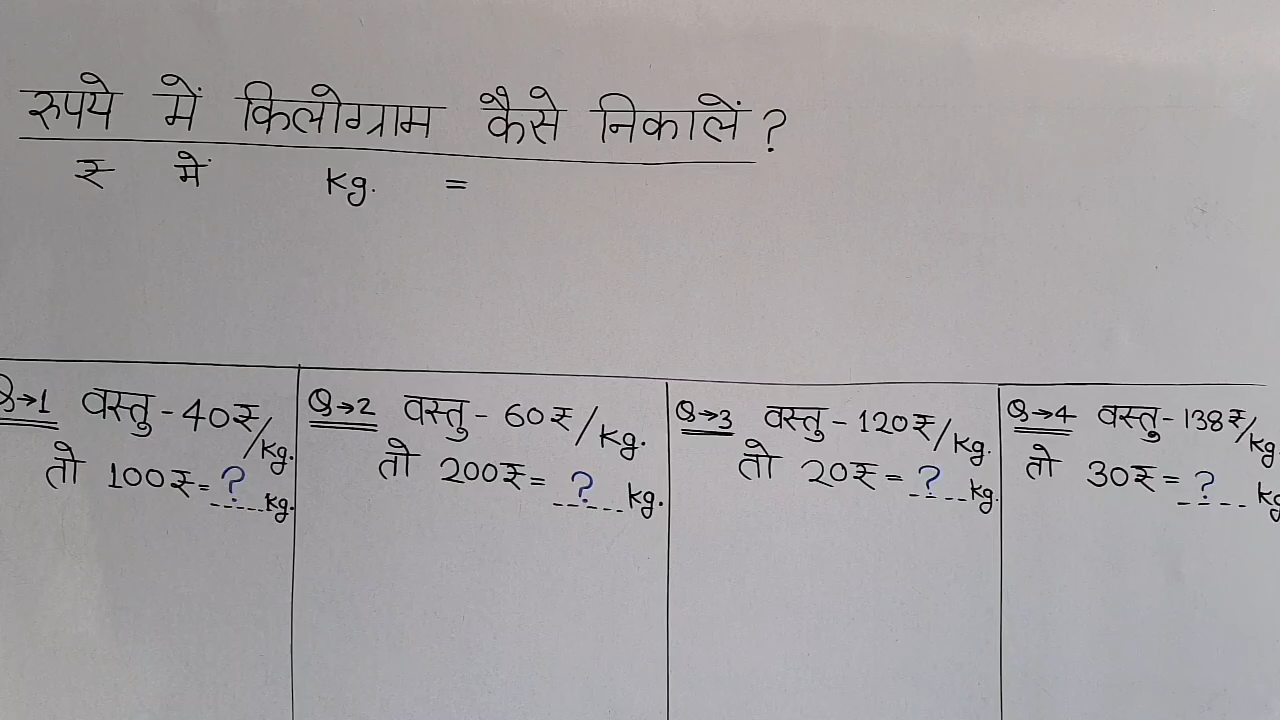 रुपये में किलोग्राम कैसे निकालें ?
₹ में kg. =
Q→1 वस्तु - 40₹/kg.
तो 100₹ = ? kg.
Q→2 वस्तु - 60₹/kg.
तो 200₹ = ? kg.
Q→3 वस्तु - 120₹/kg.
तो 20₹ = ? kg.
Q→4 वस्तु - 138₹/kg
तो 30₹ = ? kg